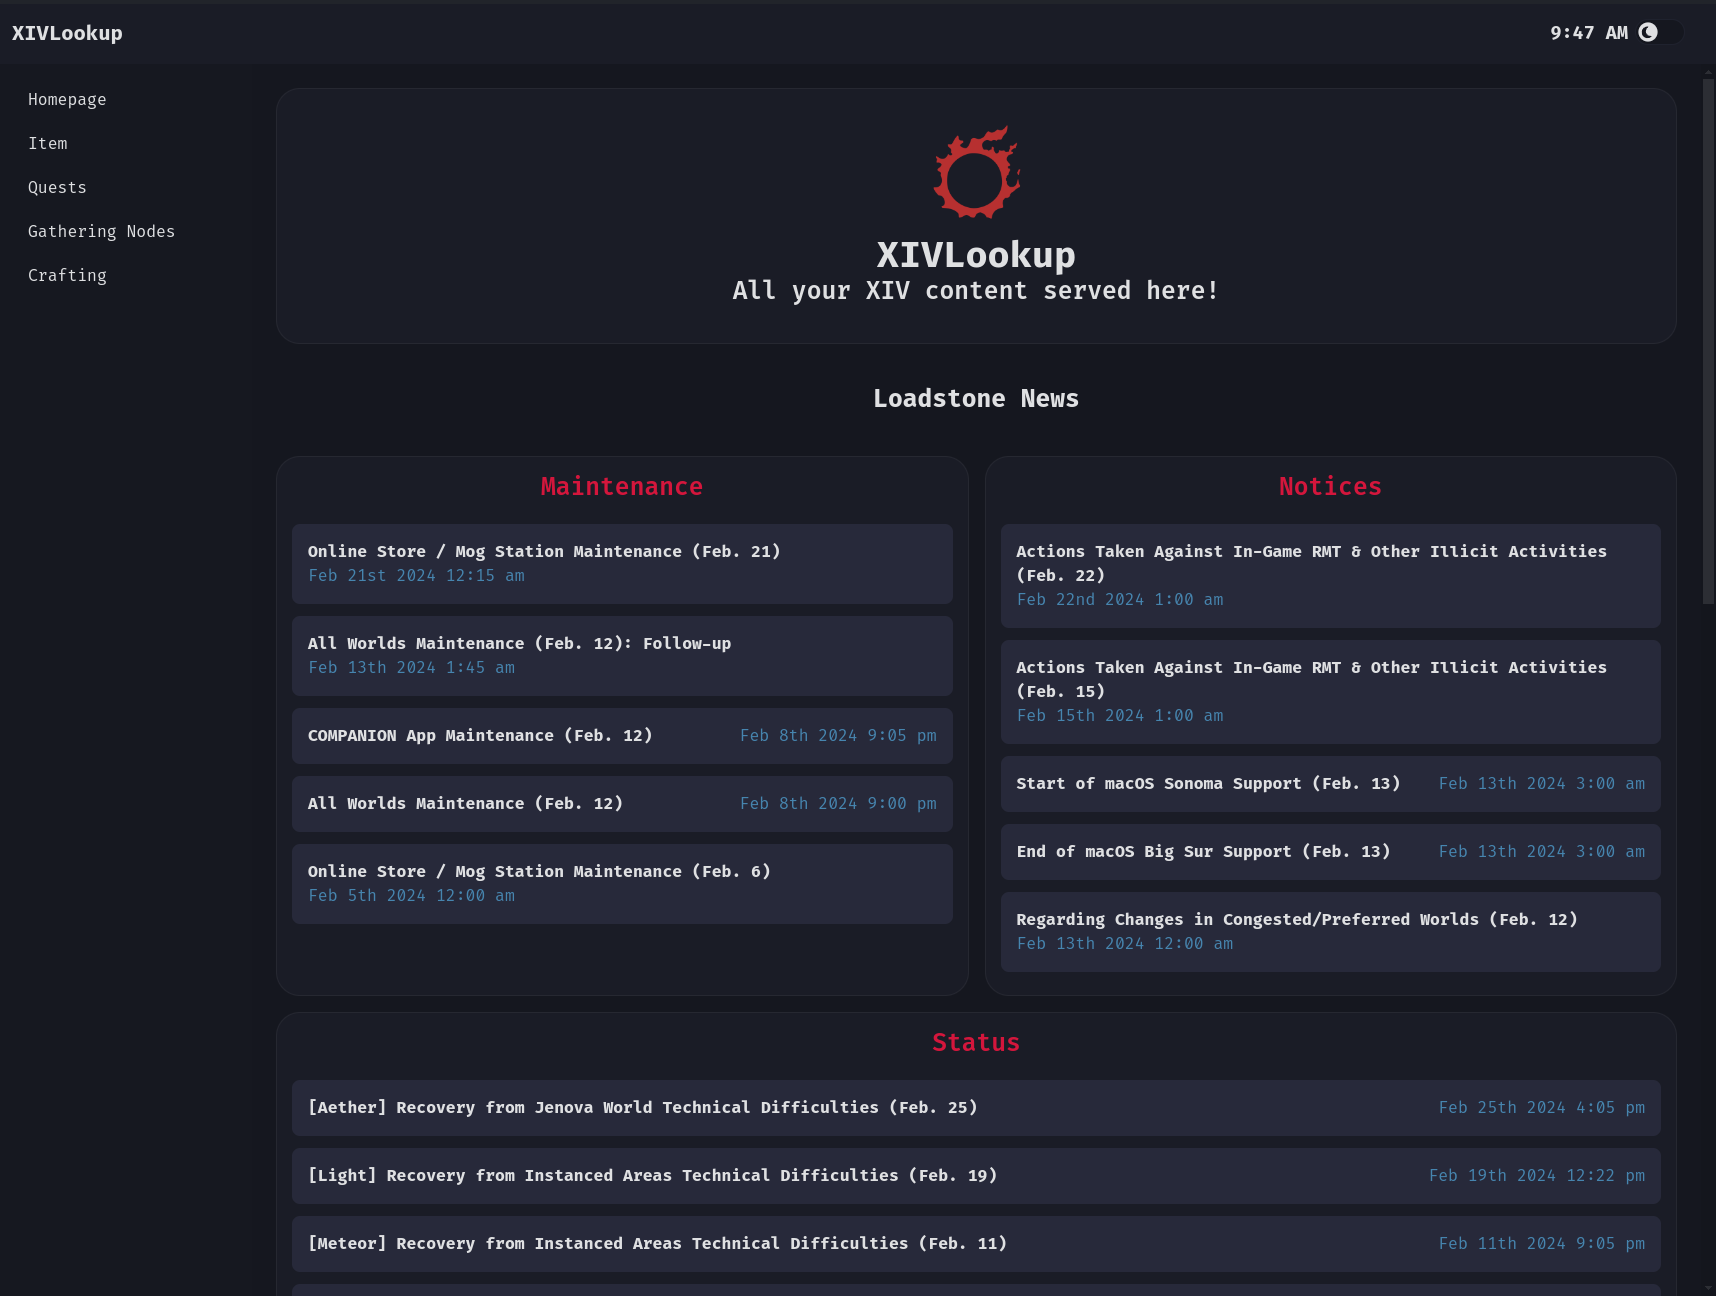 XIVLookup
9:47 AM
Homepage
Item
Quests
Gathering Nodes
Crafting
XIVLookup
All your XIV content served here!
Loadstone News
Maintenance
Online Store / Mog Station Maintenance (Feb. 21)
Feb 21st 2024 12:15 am
All Worlds Maintenance (Feb. 12): Follow-up
Feb 13th 2024 1:45 am
COMPANION App Maintenance (Feb. 12) Feb 8th 2024 9:05 pm
All Worlds Maintenance (Feb. 12) Feb 8th 2024 9:00 pm
Online Store / Mog Station Maintenance (Feb. 6)
Feb 5th 2024 12:00 am
Notices
Actions Taken Against In-Game RMT & Other Illicit Activities
(Feb. 22)
Feb 22nd 2024 1:00 am
Actions Taken Against In-Game RMT & Other Illicit Activities
(Feb. 15)
Feb 15th 2024 1:00 am
Start of macOS Sonoma Support (Feb. 13) Feb 13th 2024 3:00 am
End of macOS Big Sur Support (Feb. 13) Feb 13th 2024 3:00 am
Regarding Changes in Congested/Preferred Worlds (Feb. 12)
Feb 13th 2024 12:00 am
Status
[Aether] Recovery from Jenova World Technical Difficulties (Feb. 25) Feb 25th 2024 4:05 pm
[Light] Recovery from Instanced Areas Technical Difficulties (Feb. 19) Feb 19th 2024 12:22 pm
[Meteor] Recovery from Instanced Areas Technical Difficulties (Feb. 11) Feb 11th 2024 9:05 pm